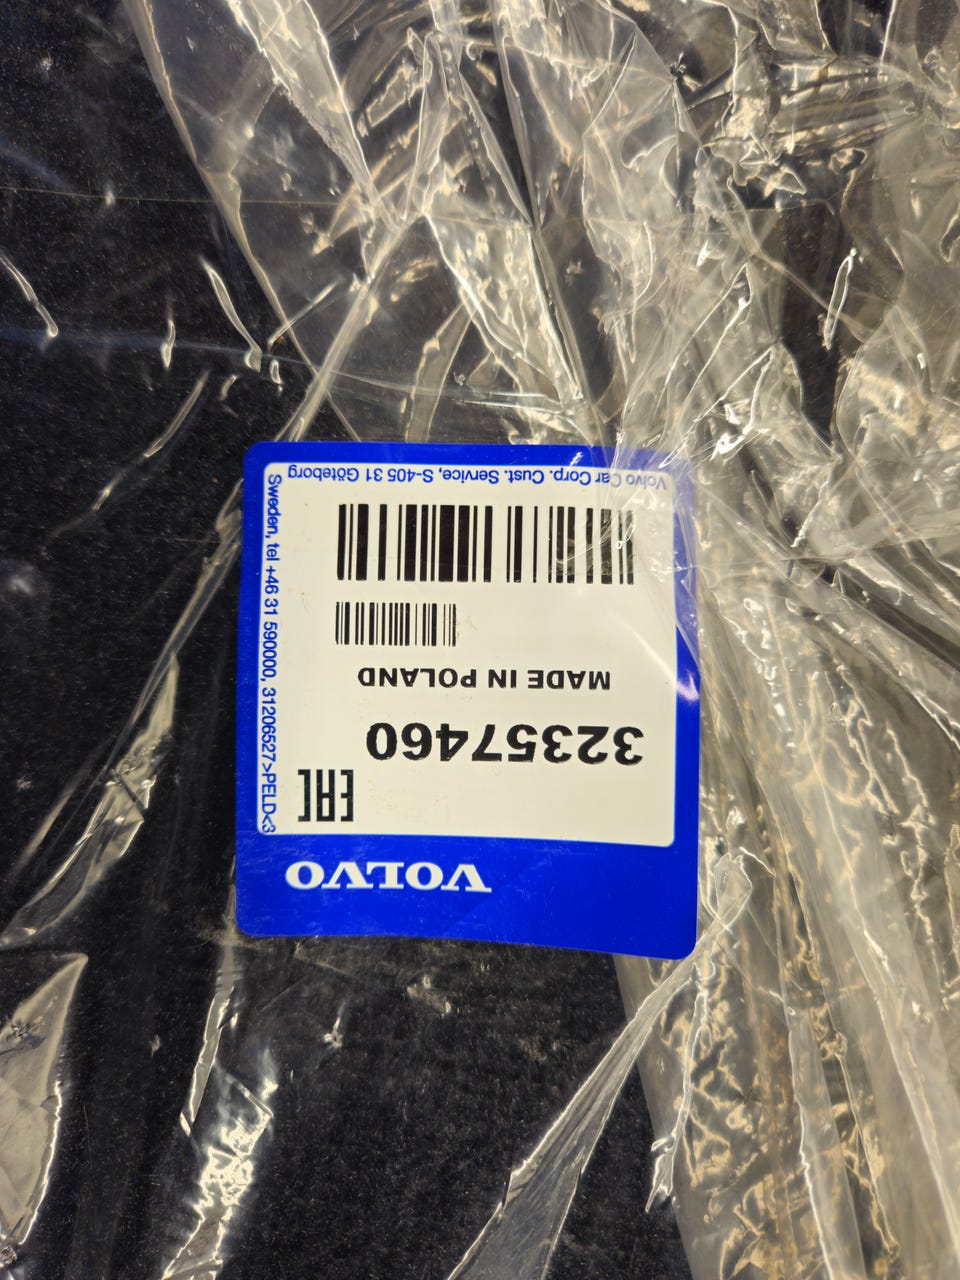 VOLVO
EAC
32357460
MADE IN POLAND
Volvo Car Corp. Cust. Service, S-405 31 Göteborg
Sweden, tel +46 31 590000, 31206527>PELD<3